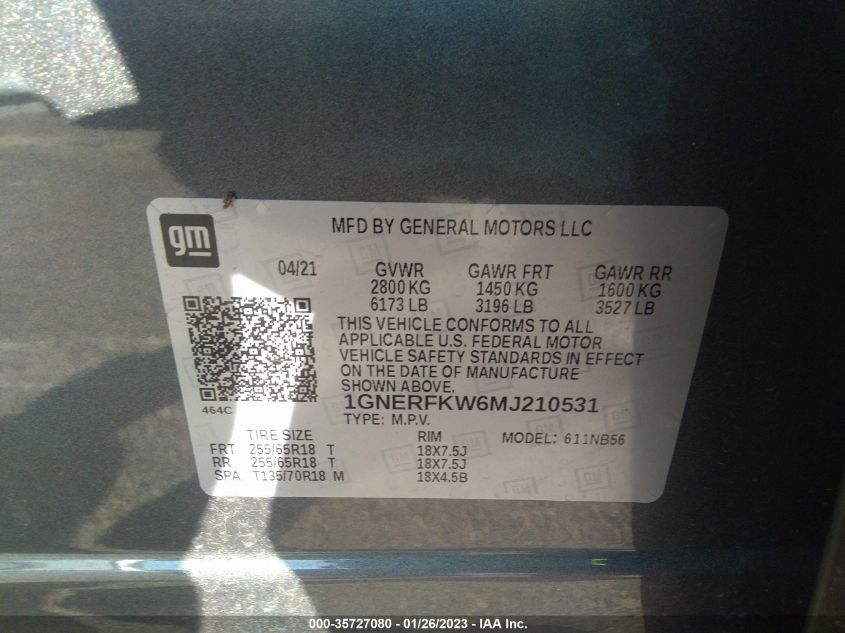 gm
MFD BY GENERAL MOTORS LLC
04/21 GVWR GAWR FRT GAWR RR
2800 KG 1450 KG 1600 KG
6173 LB 3196 LB 3527 LB
THIS VEHICLE CONFORMS TO ALL
APPLICABLE U.S. FEDERAL MOTOR
VEHICLE SAFETY STANDARDS IN EFFECT
ON THE DATE OF MANUFACTURE
SHOWN ABOVE.
464C
1GNERFKW6MJ210531
TYPE: M.P.V.
TIRE SIZE RIM MODEL: 611NB56
FRT 255/65R18 T 18X7.5J
RR 255/65R18 T 18X7.5J
SPA T135/70R18 M 18X4.5B
000-35727080 - 01/26/2023 - IAA Inc.